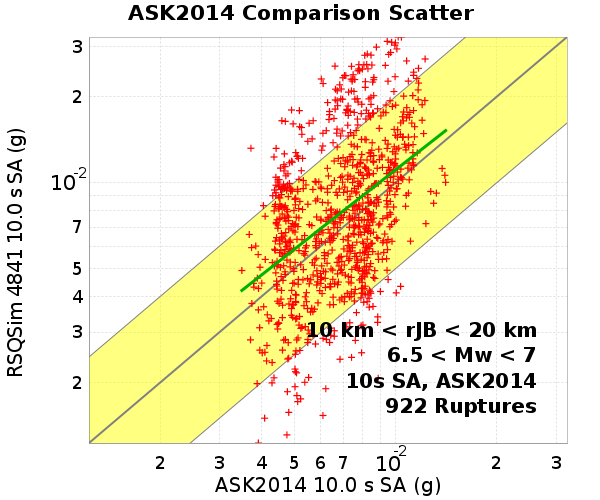 ASK2014 Comparison Scatter
RSQSim 4841 10.0 s SA (g)
3
2
10-2
7
5
4
3
2
10 km < rJB < 20 km
6.5 < Mw < 7
10s SA, ASK2014
922 Ruptures
2 3 4 5 6 7 10-2 2 3
ASK2014 10.0 s SA (g)